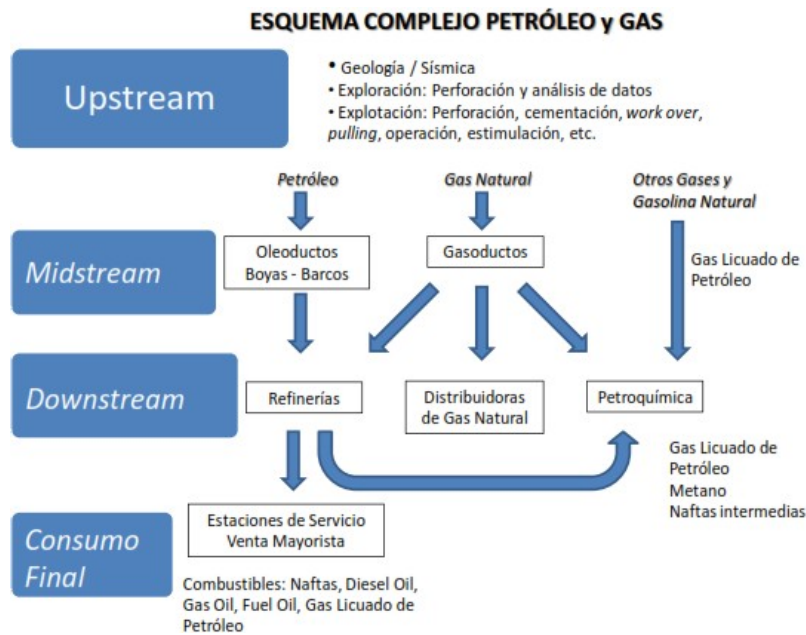 ESQUEMA COMPLEJO PETRÓLEO y GAS
Upstream
• Geología / Sísmica
• Exploración: Perforación y análisis de datos
• Explotación: Perforación, cementación, work over,
pulling, operación, estimulación, etc.
Petróleo
Gas Natural
Otros Gases y
Gasolina Natural
Midstream
Oleoductos
Boyas - Barcos
Gasoductos
Gas Licuado de
Petróleo
Downstream
Refinerías
Distribuidoras
de Gas Natural
Petroquímica
Gas Licuado de
Petróleo
Metano
Naftas intermedias
Consumo
Final
Estaciones de Servicio
Venta Mayorista
Combustibles: Naftas, Diesel Oil,
Gas Oil, Fuel Oil, Gas Licuado de
Petróleo